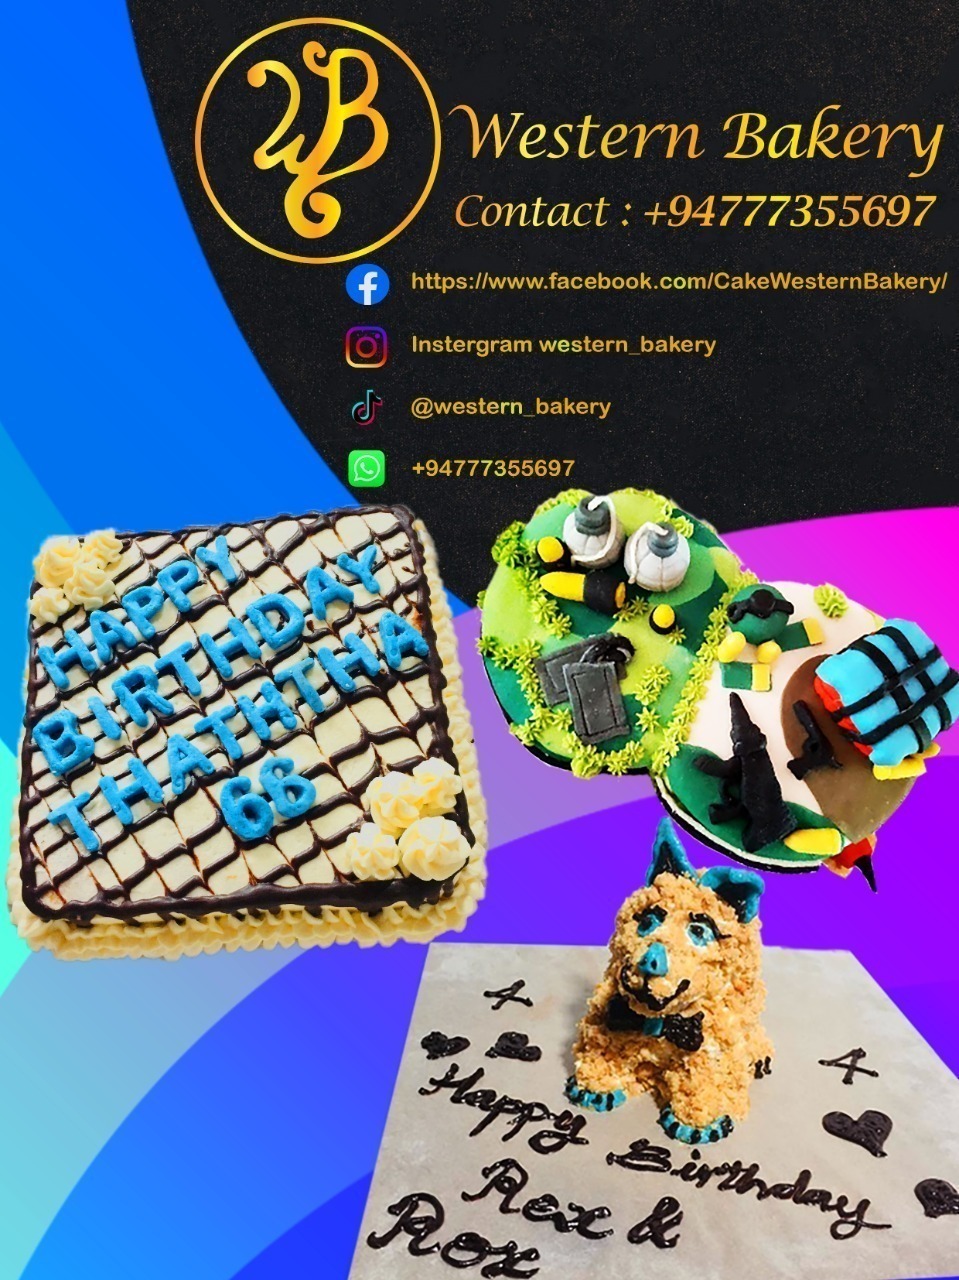 WB
Western Bakery
Contact : +94777355697
https://www.facebook.com/CakeWesternBakery/
Instergram western_bakery
@western_bakery
+94777355697
HAPPY
BIRTHDAY
THATHTHA
66
4
4
Happy Birthday
Rex &
Rox